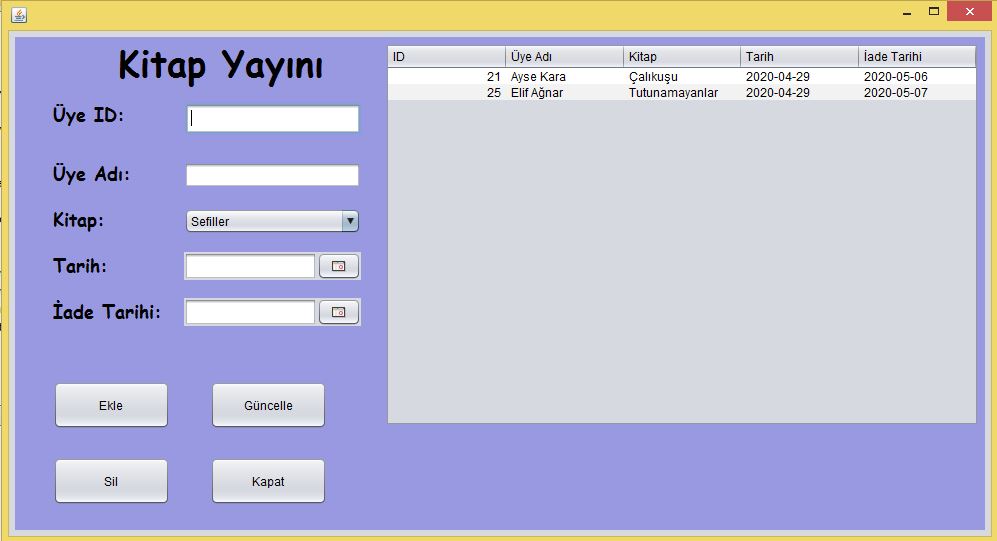 Kitap Yayını
Üye ID:
Üye Adı:
Kitap: Sefiller
Tarih:
İade Tarihi:
Ekle Güncelle
Sil Kapat
ID Üye Adı Kitap Tarih İade Tarihi
21 Ayse Kara Çalıkuşu 2020-04-29 2020-05-06
25 Elif Ağnar Tutunamayanlar 2020-04-29 2020-05-07